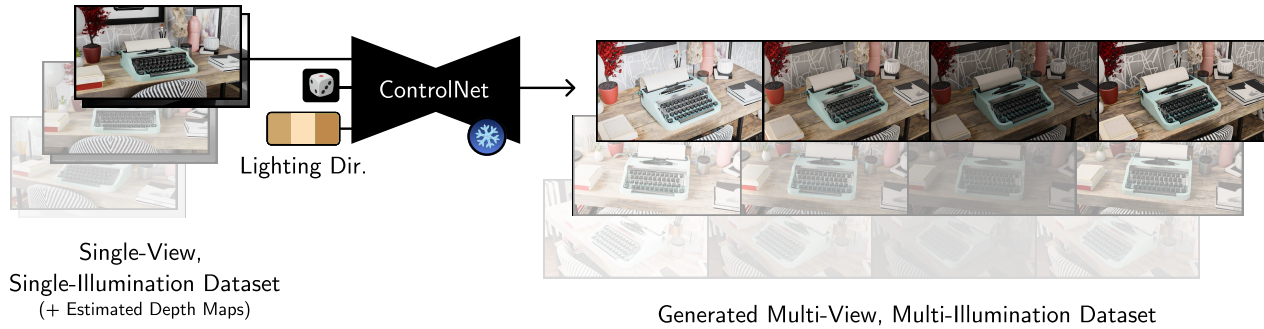 ControlNet
Lighting Dir.
Single-View,
Single-Illumination Dataset
(+ Estimated Depth Maps)
Generated Multi-View, Multi-Illumination Dataset